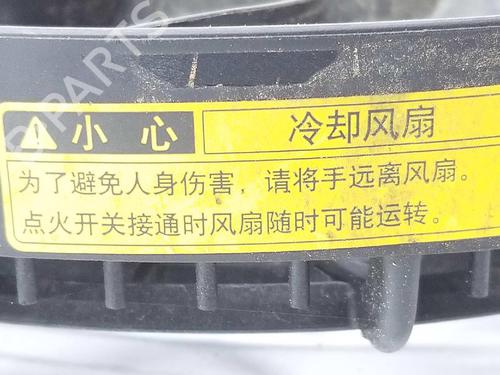 PARTS
小心 冷却风扇
为了避免人身伤害，请将手远离风扇。
点火开关接通时风扇随时可能运转。